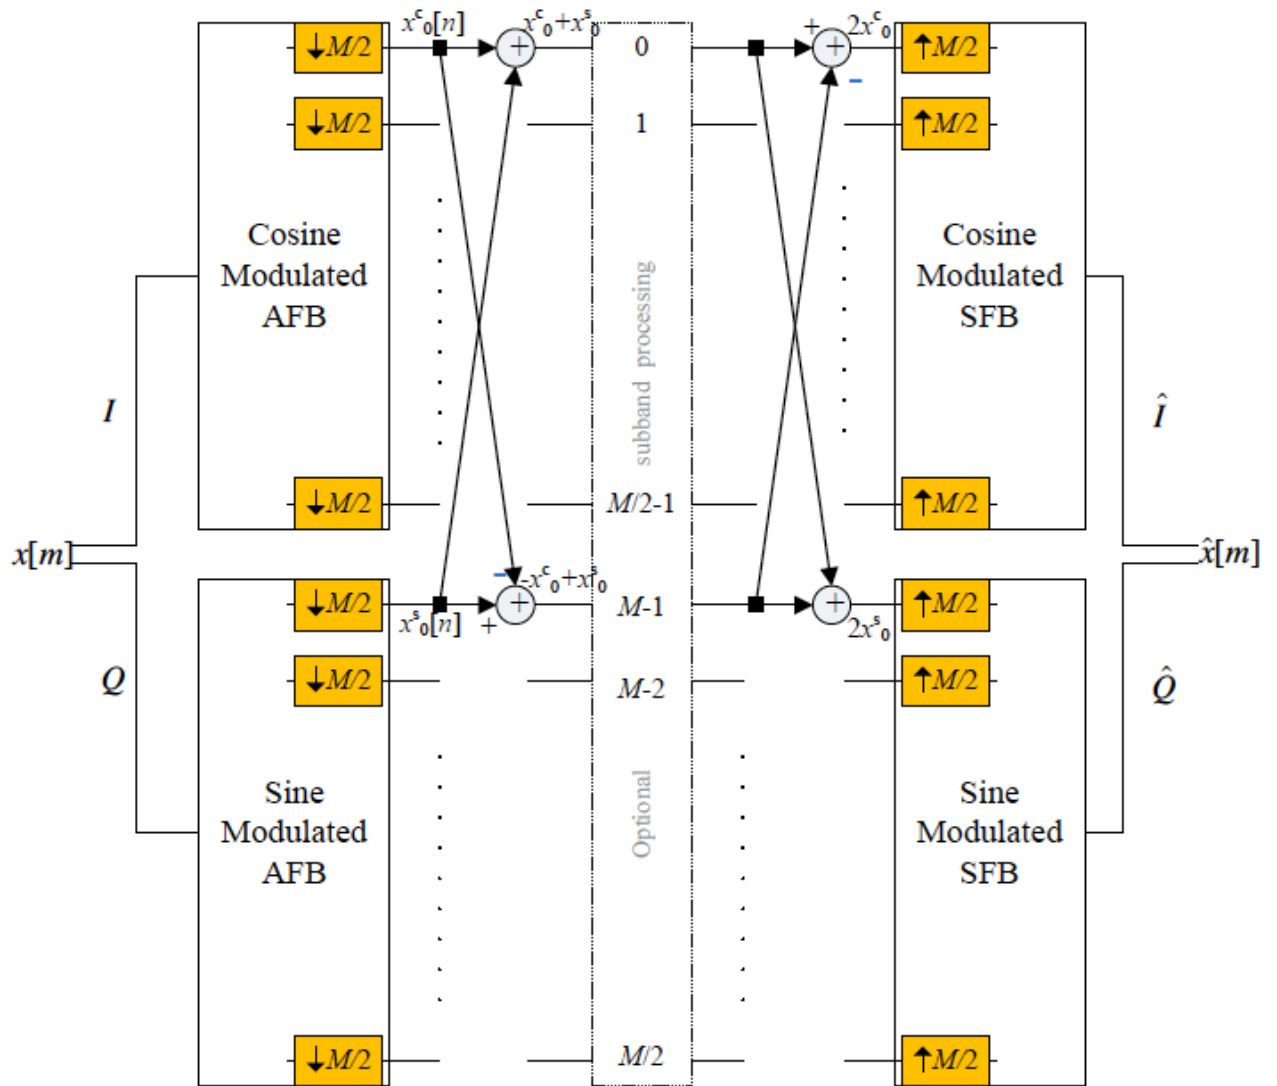 x^c_0[n]
x^c_0+x^s_0
+
2x^c_0
↓M/2
+
0
+
↑M/2
-
↓M/2
1
↑M/2
Cosine
Modulated
AFB
subband processing
Cosine
Modulated
SFB
I
Î
↓M/2
M/2-1
↑M/2
x[m]
x̂[m]
-
-x^c_0+x^s_0
↓M/2
+
M-1
+
↑M/2
x^s_0[n]
+
2x^s_0
Q
↓M/2
M-2
↑M/2
Q̂
Sine
Modulated
AFB
Optional
Sine
Modulated
SFB
↓M/2
M/2
↑M/2